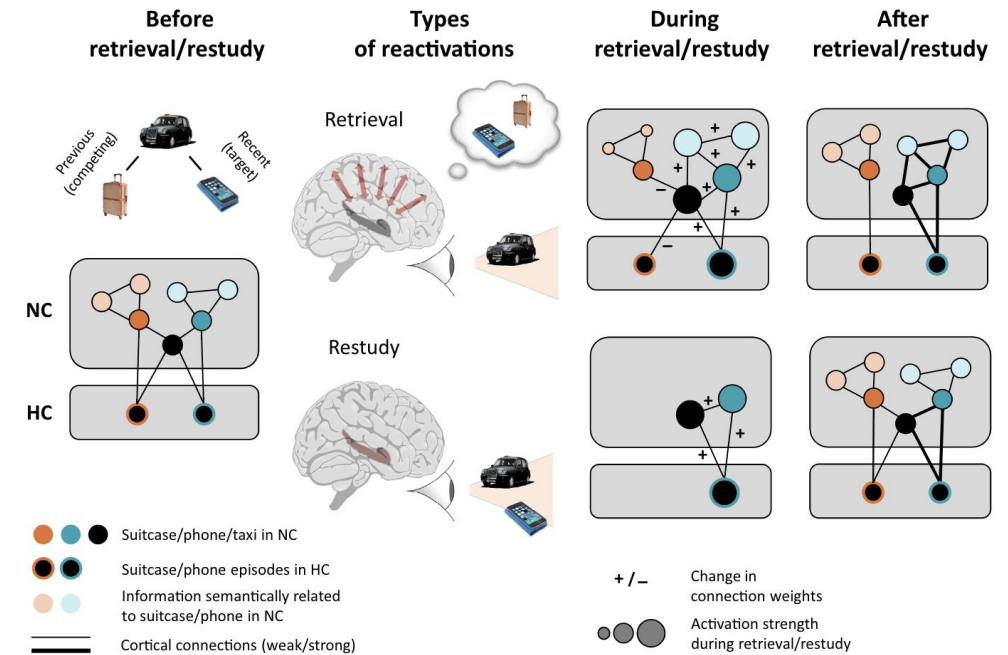 Before
retrieval/restudy
Types
of reactivations
During
retrieval/restudy
After
retrieval/restudy
Previous
(competing)
Recent
(target)
Retrieval
+
+
+
+
+
+
+
–
–
NC
HC
Restudy
+
+
+
Suitcase/phone/taxi in NC
Suitcase/phone episodes in HC
Information semantically related
to suitcase/phone in NC
Cortical connections (weak/strong)
+/–
Change in
connection weights
Activation strength
during retrieval/restudy